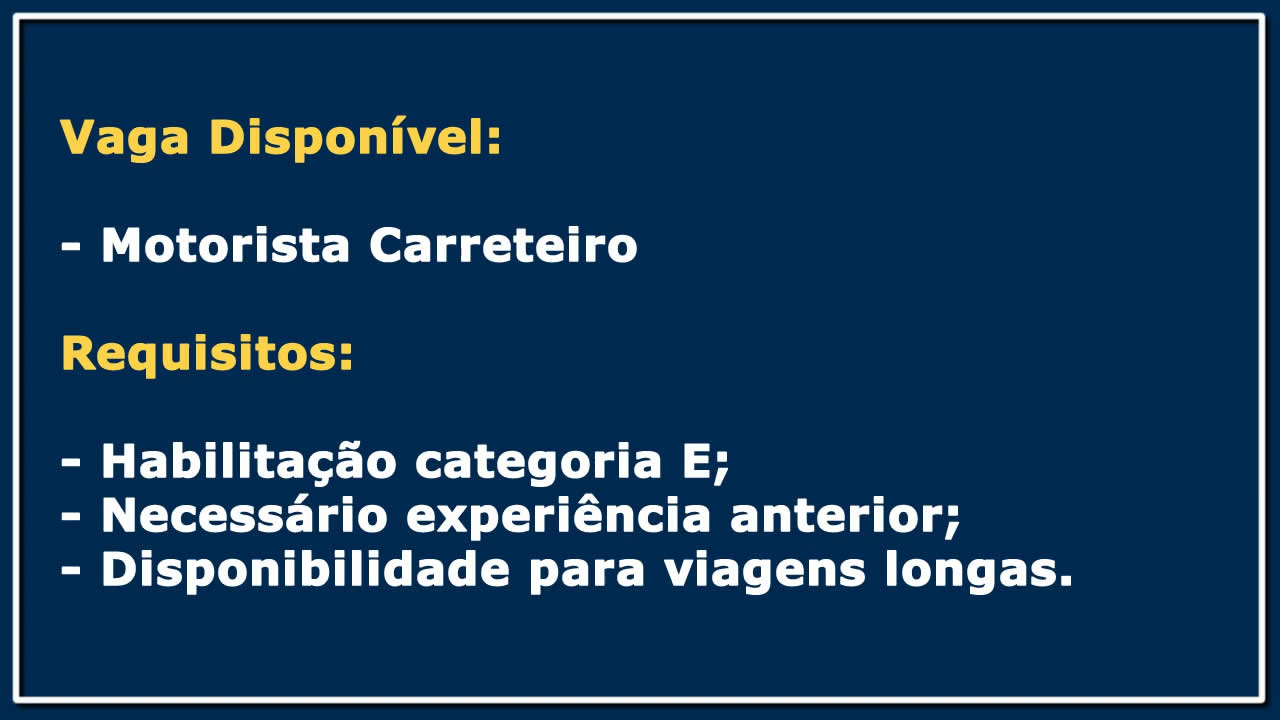 Vaga Disponível:
- Motorista Carreteiro
Requisitos:
- Habilitação categoria E;
- Necessário experiência anterior;
- Disponibilidade para viagens longas.